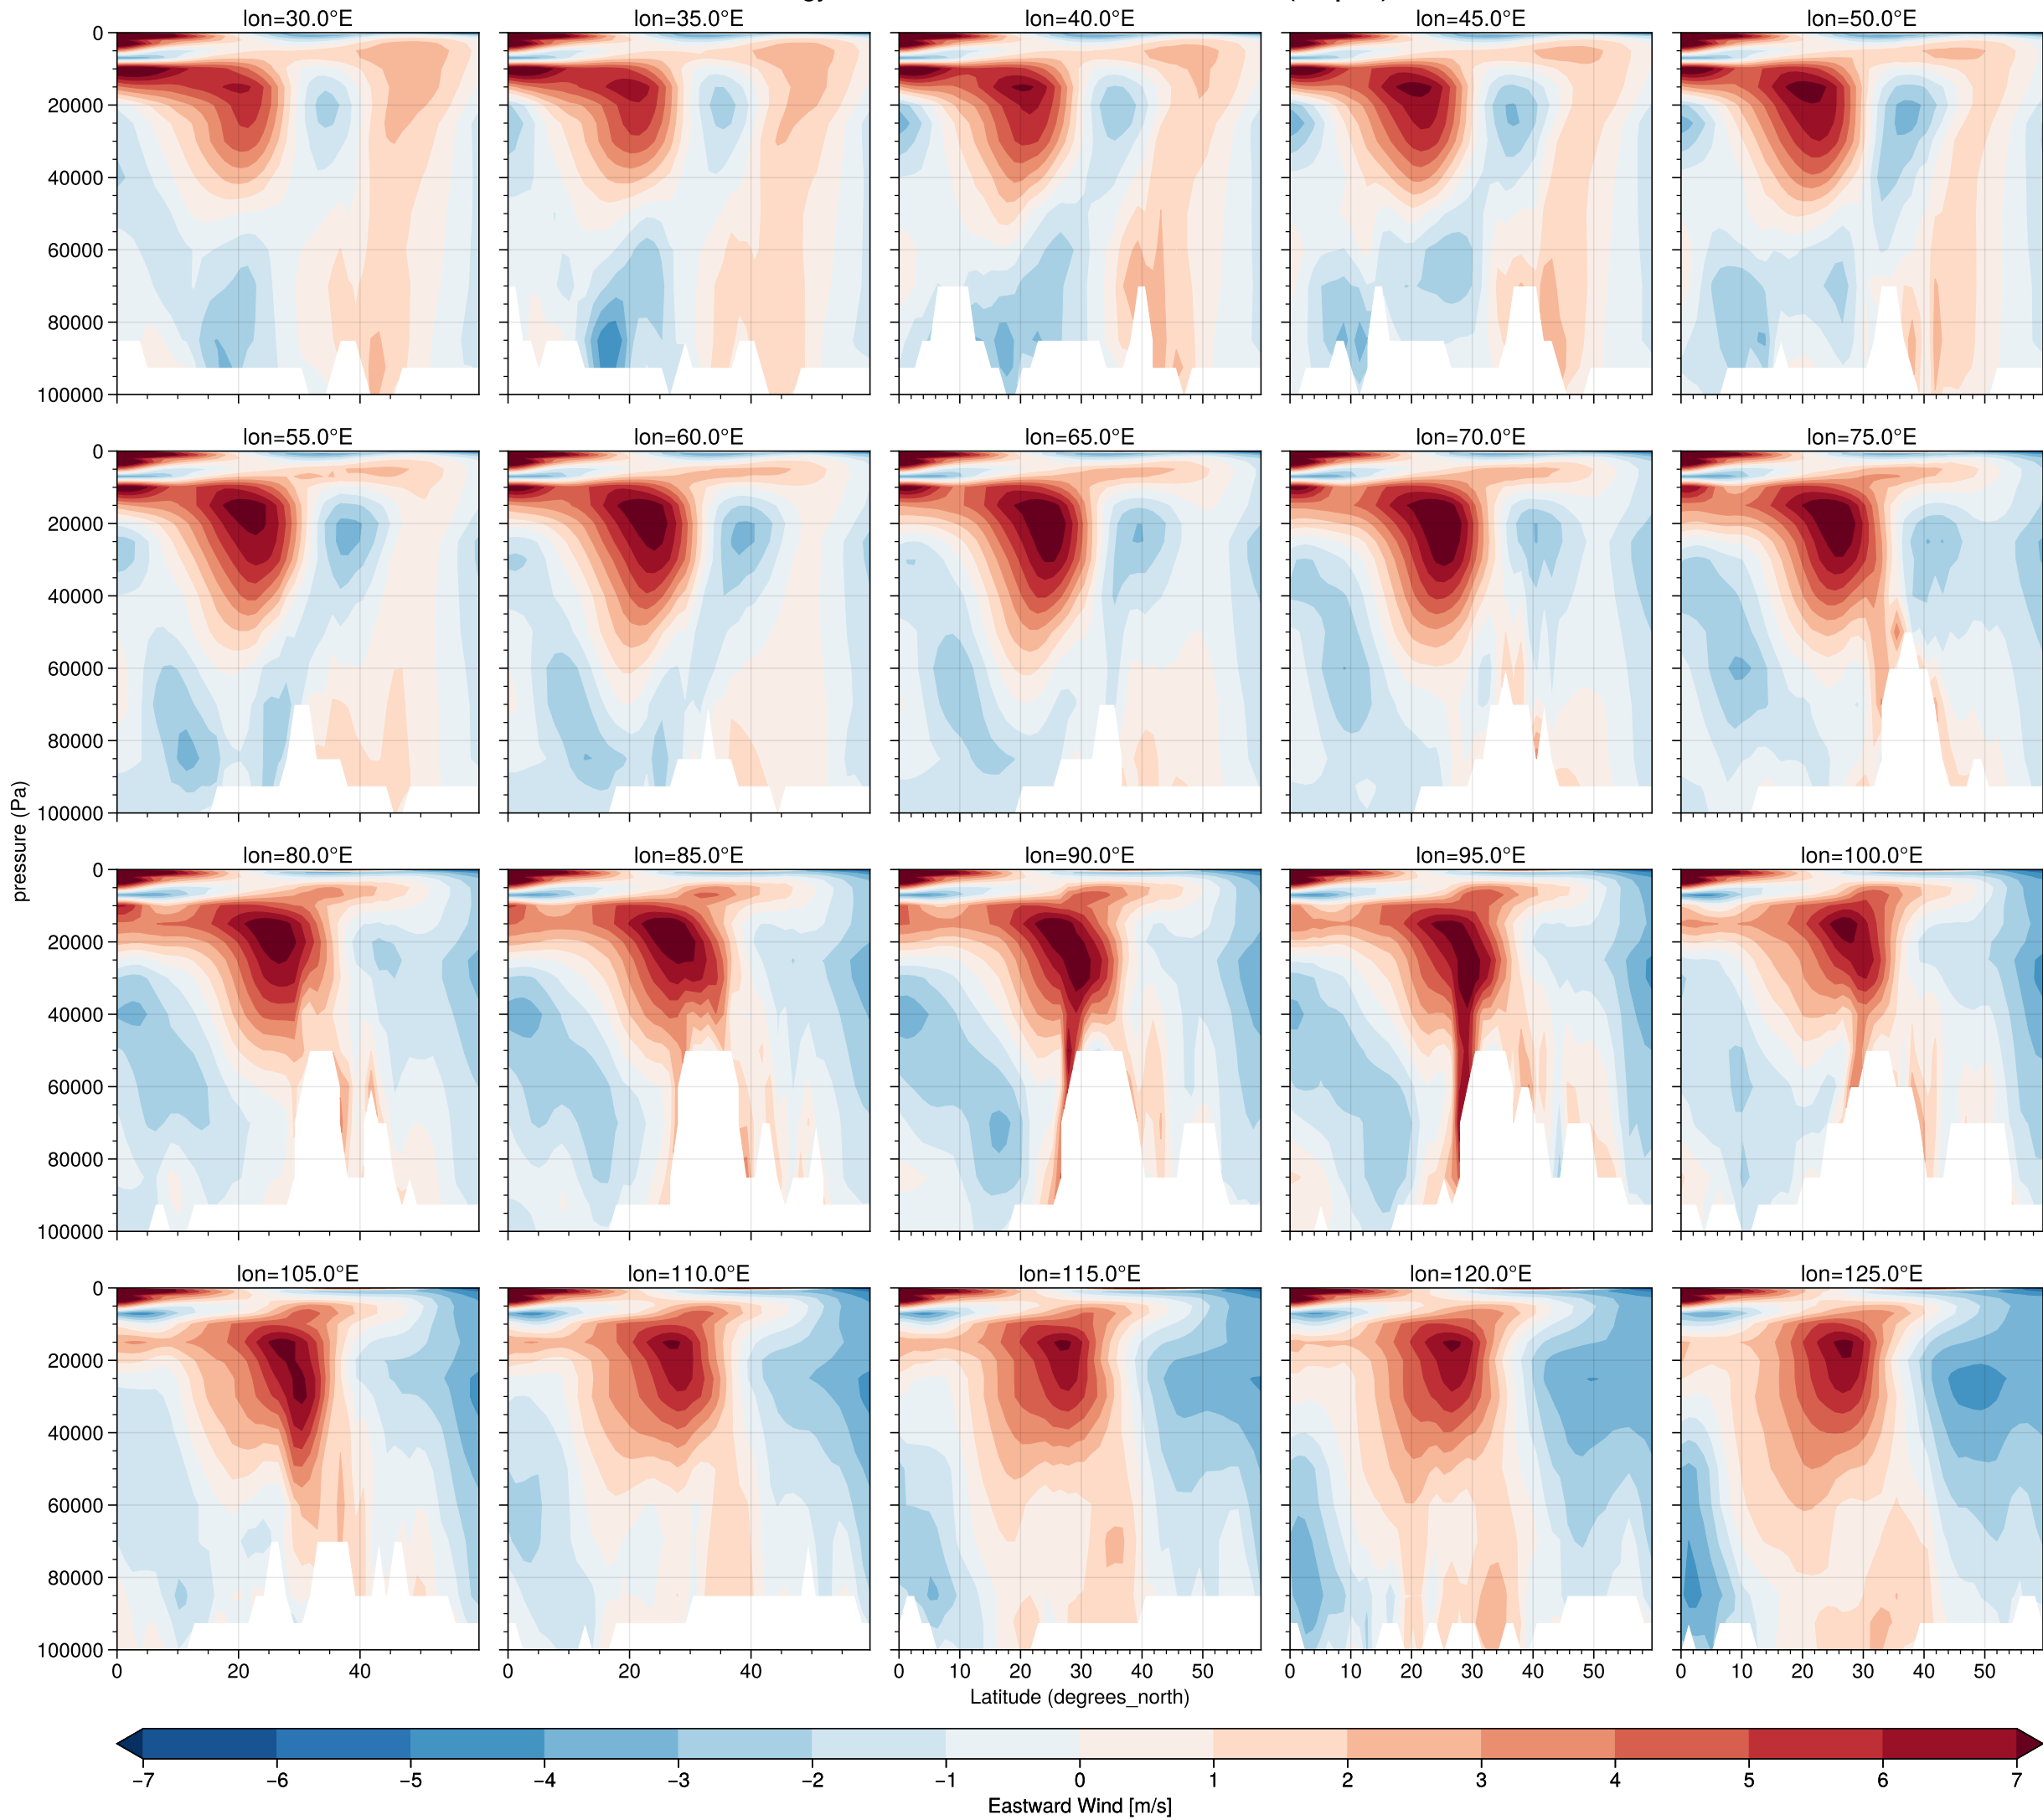 lon=30.0°E lon=35.0°E lon=40.0°E lon=45.0°E lon=50.0°E
0
20000
40000
60000
80000
100000
lon=55.0°E lon=60.0°E lon=65.0°E lon=70.0°E lon=75.0°E
0
20000
40000
60000
80000
100000
pressure (Pa)
lon=80.0°E lon=85.0°E lon=90.0°E lon=95.0°E lon=100.0°E
0
20000
40000
60000
80000
100000
lon=105.0°E lon=110.0°E lon=115.0°E lon=120.0°E lon=125.0°E
0
20000
40000
60000
80000
100000
0 20 40 0 20 40 0 10 20 30 40 50 0 10 20 30 40 50 0 10 20 30 40 50
Latitude (degrees_north)
−7 −6 −5 −4 −3 −2 −1 0 1 2 3 4 5 6 7
Eastward Wind [m/s]